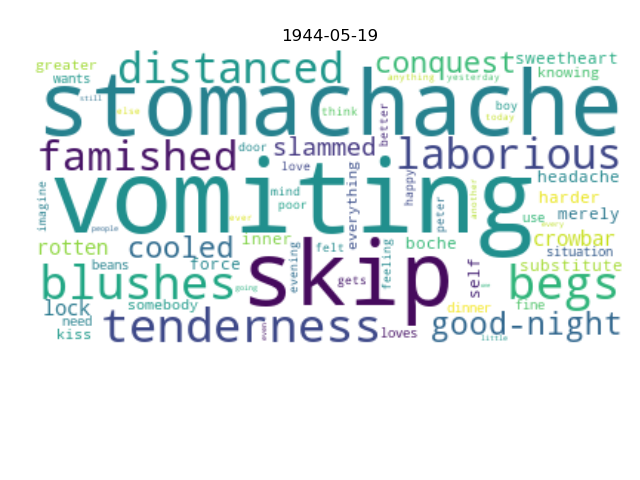 1944-05-19
greater distanced conquest sweetheart
wants anything yesterday knowing
still stomachache boy
else think better today
famished door slammed laborious
love headache
imagine vomiting mind everything happy peter another harder
poor use merely
people ever every
rotten cooled inner felt boche crowbar
situation
beans force evening feeling self substitute
blushes skip gets begs
going
lock somebody dinner fine
need tenderness even loves good-night
kiss little